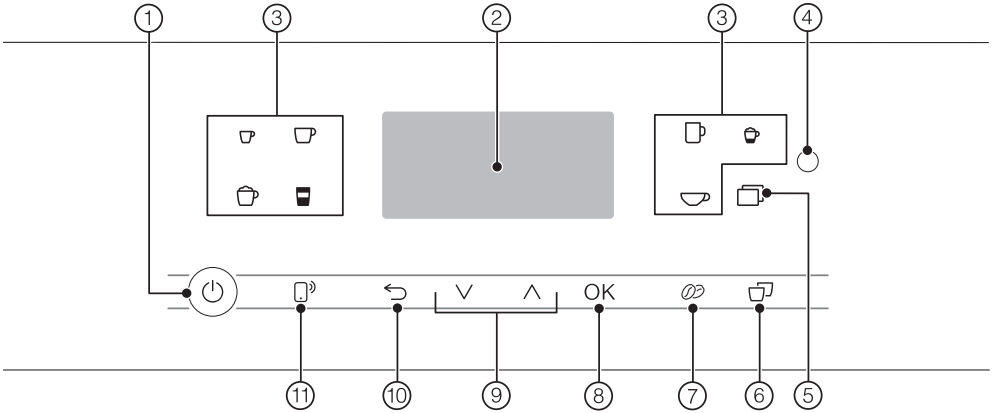 ① ③ ② ③ ④
OK
⑪ ⑩ ⑨ ⑧ ⑦ ⑥ ⑤